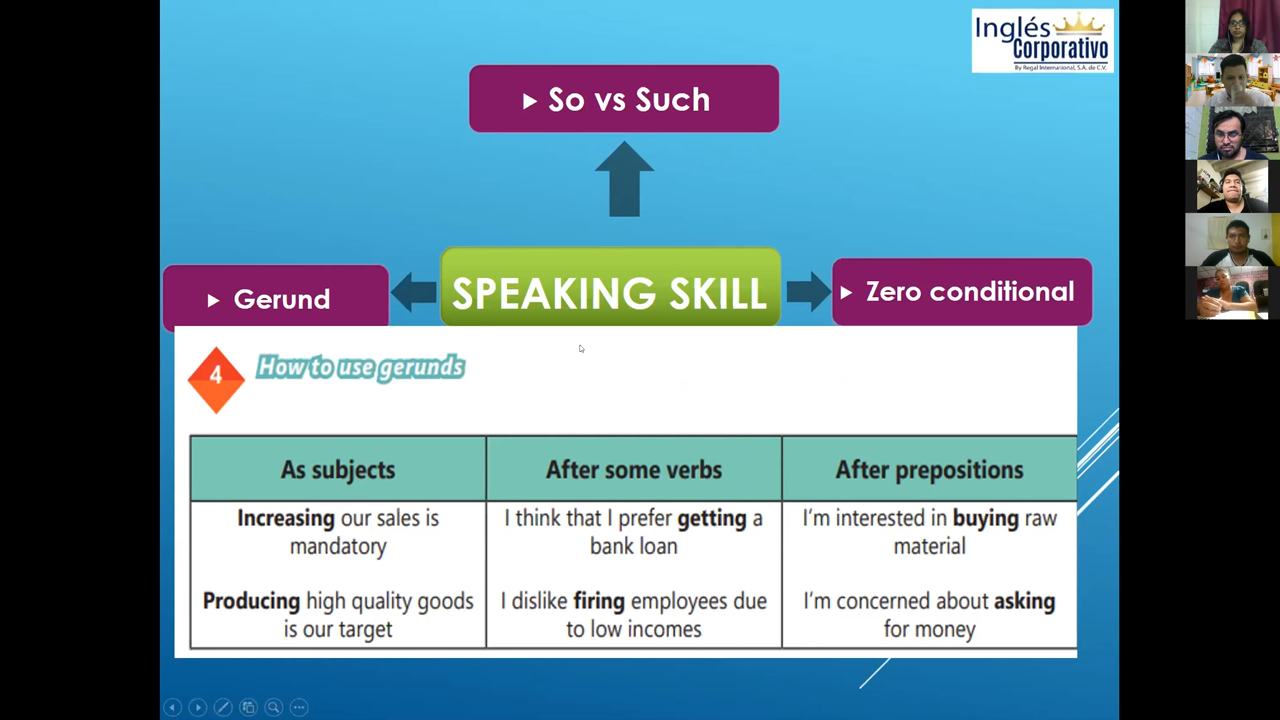 Inglés
Corporativo
By Regal International, S.A. de C.V.
So vs Such
Gerund
SPEAKING SKILL
Zero conditional
4
How to use gerunds
As subjects
After some verbs
After prepositions
Increasing our sales is
mandatory
I think that I prefer getting a
bank loan
I'm interested in buying raw
material
Producing high quality goods
is our target
I dislike firing employees due
to low incomes
I'm concerned about asking
for money